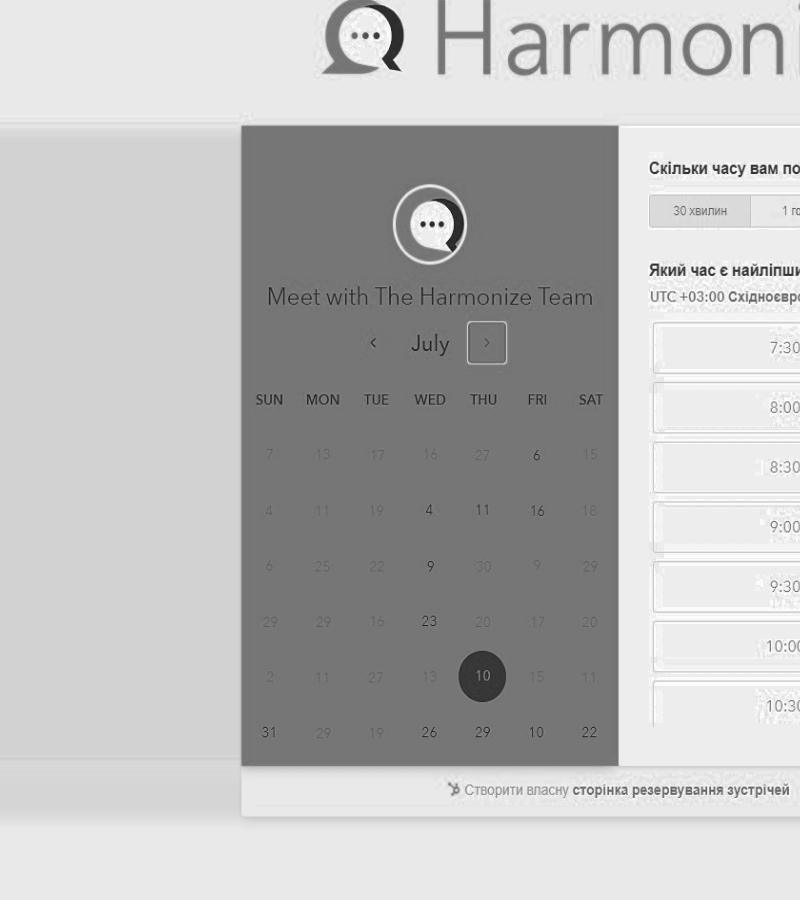 Harmoni
Meet with The Harmonize Team
July
SUN MON TUE WED THU FRI SAT
7 13 17 16 27 6 15
4 11 19 4 11 16 18
6 25 22 9 30 9 29
29 29 16 23 20 17 20
2 11 27 13 10 15 11
31 29 19 26 29 10 22
Скільки часу вам по
30 хвилин 1 го
Який час є найліпши
UTC +03:00 Східноєвро
7:30
8:00
8:30
9:00
9:30
10:00
10:30
Створити власну сторінка резервування зустрічей